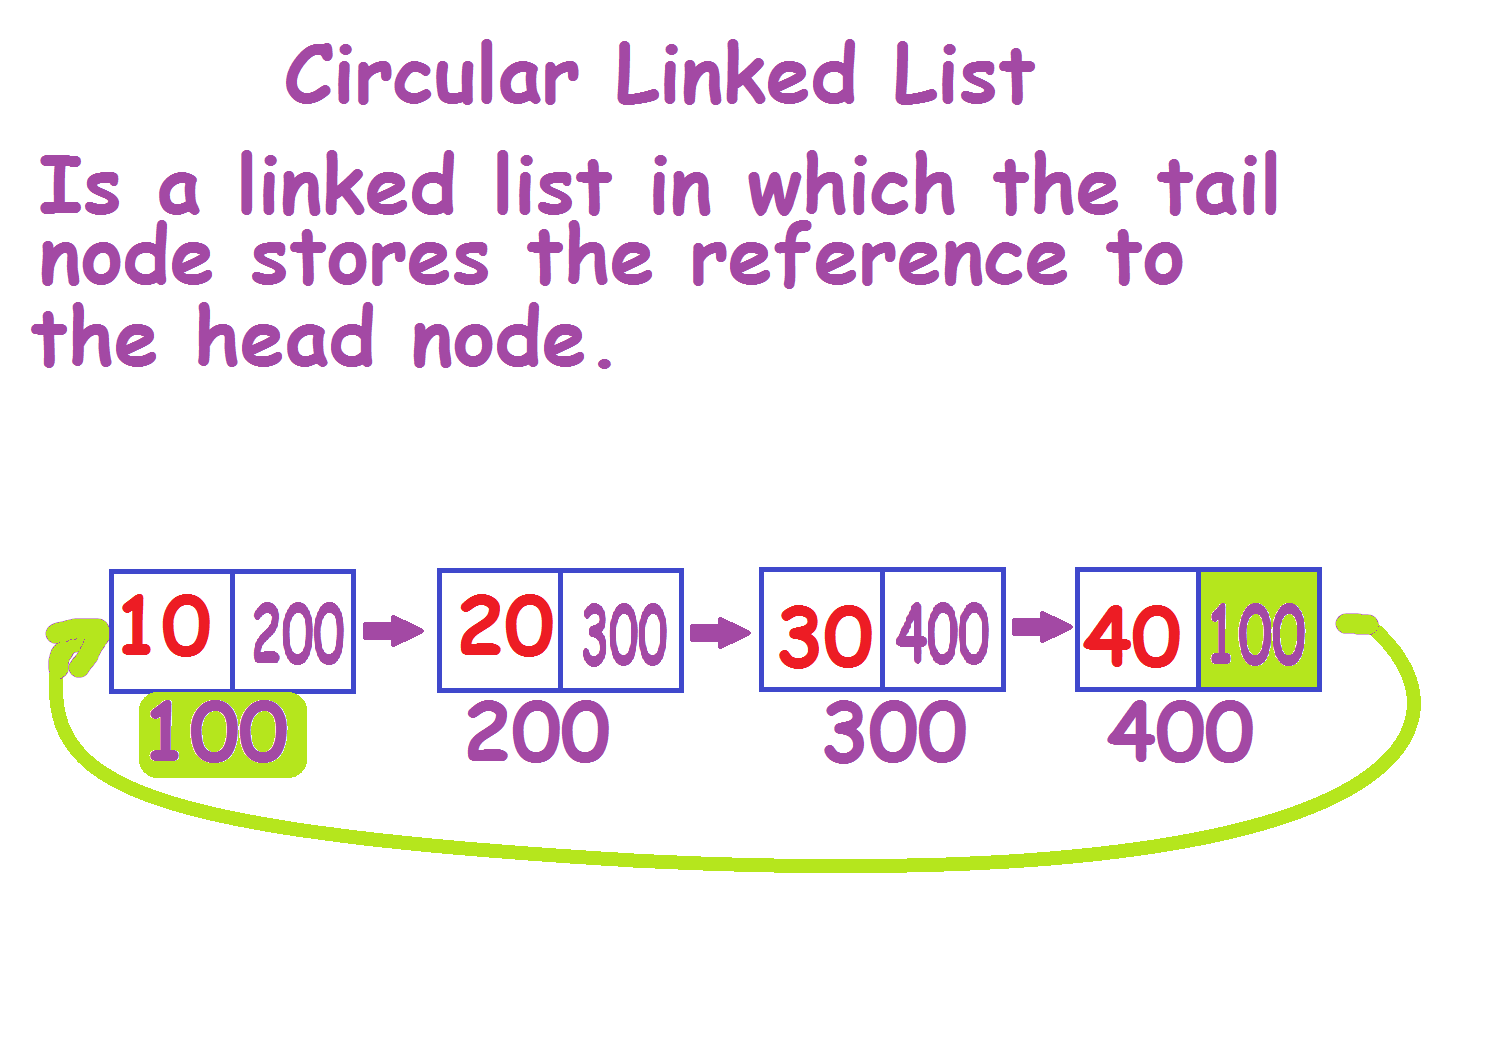 Circular Linked List
Is a linked list in which the tail
node stores the reference to
the head node.
10 200 20 300 30 400 40 100
100 200 300 400